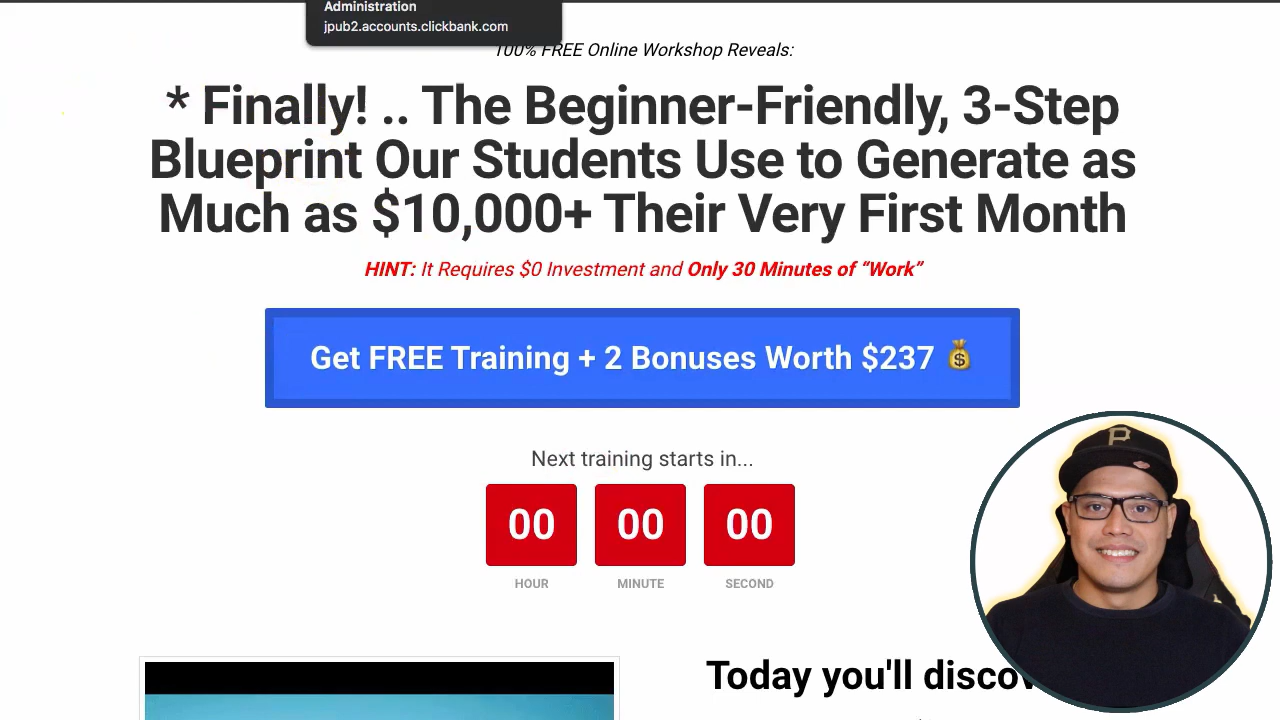 Administration
jpub2.accounts.clickbank.com
100% FREE Online Workshop Reveals:
* Finally! .. The Beginner-Friendly, 3-Step
Blueprint Our Students Use to Generate as
Much as $10,000+ Their Very First Month
HINT: It Requires $0 Investment and Only 30 Minutes of “Work”
Get FREE Training + 2 Bonuses Worth $237 💰
Next training starts in...
00 00 00
HOUR MINUTE SECOND
Today you'll
P